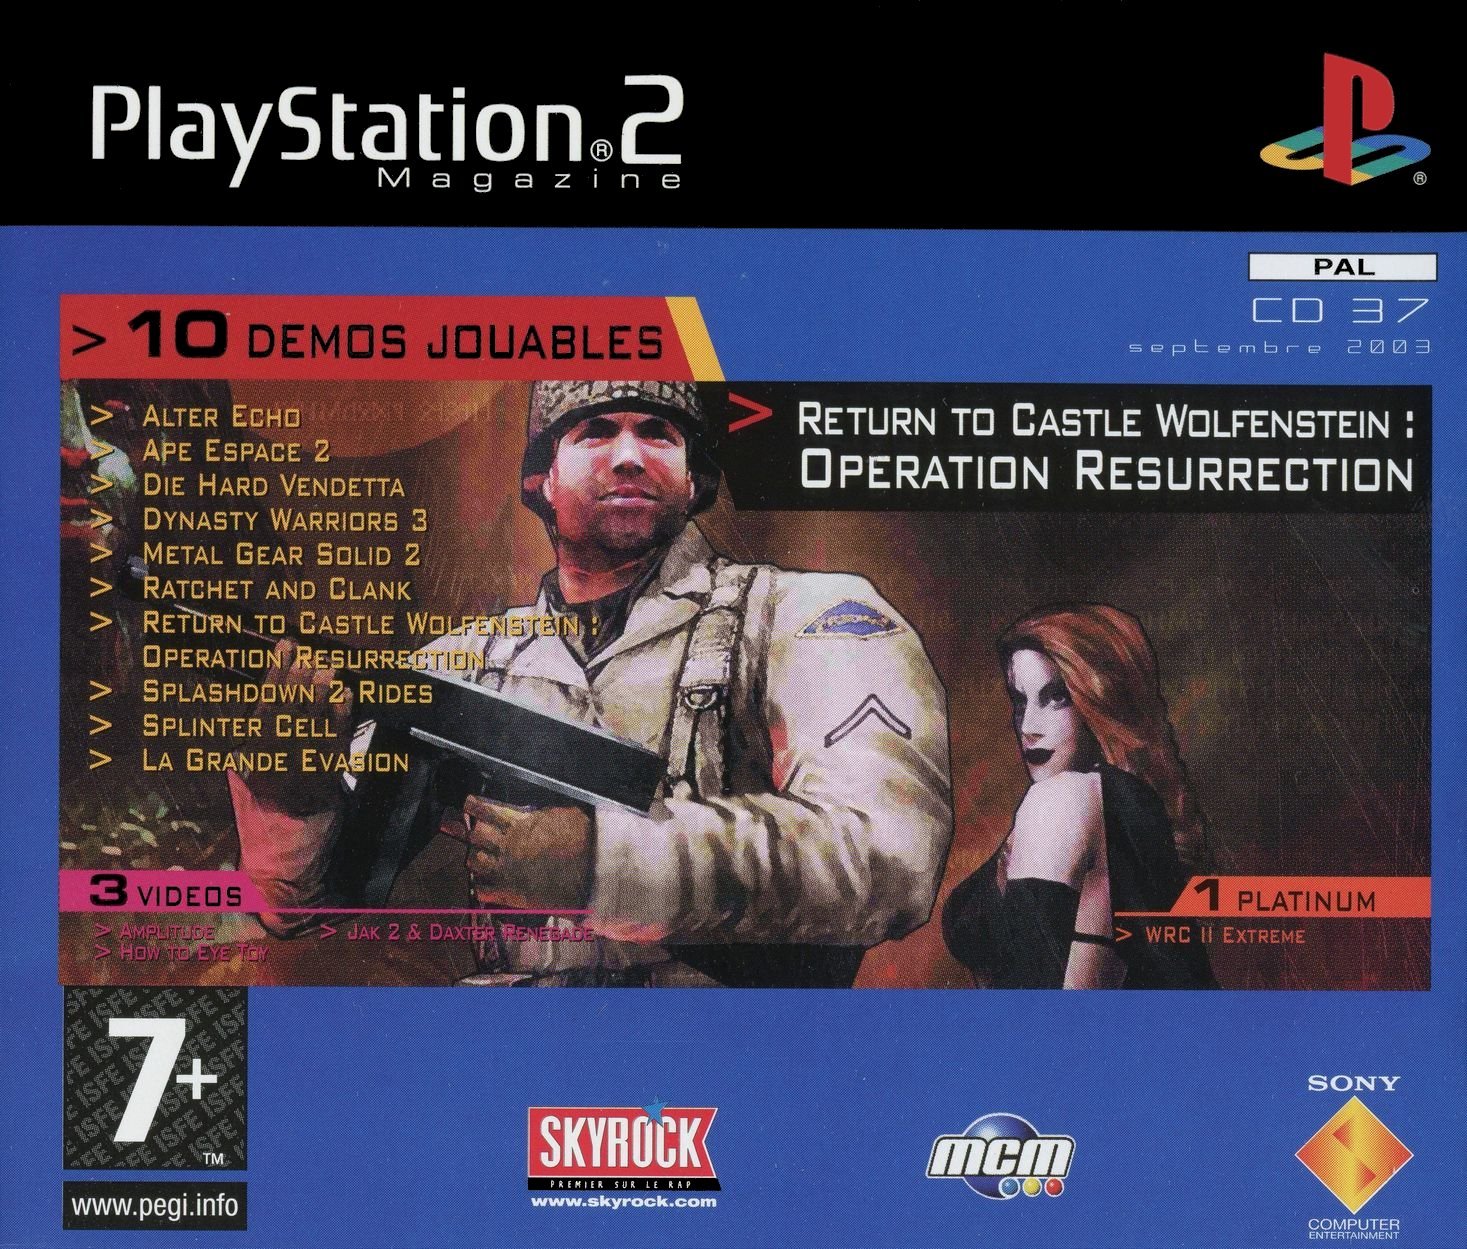 PlayStation®2
Magazine
®
PAL
CD 37
septembre 2003
> 10 DEMOS JOUABLES
> RETURN TO CASTLE WOLFENSTEIN :
OPERATION RESURRECTION
> ALTER ECHO
> APE ESPACE 2
> DIE HARD VENDETTA
> DYNASTY WARRIORS 3
> METAL GEAR SOLID 2
> RATCHET AND CLANK
> RETURN TO CASTLE WOLFENSTEIN :
OPERATION RESURRECTION
> SPLASHDOWN 2 RIDES
> SPLINTER CELL
> LA GRANDE EVASION
3 VIDEOS
> AMPLITUDE
> HOW TO EYE TOY
> JAK 2 & DAXTER RENEGADE
1 PLATINUM
> WRC II EXTREME
ISFE
7+
TM
www.pegi.info
SKYROCK
PREMIER SUR LE RAP
www.skyrock.com
mcm
SONY
COMPUTER
ENTERTAINMENT